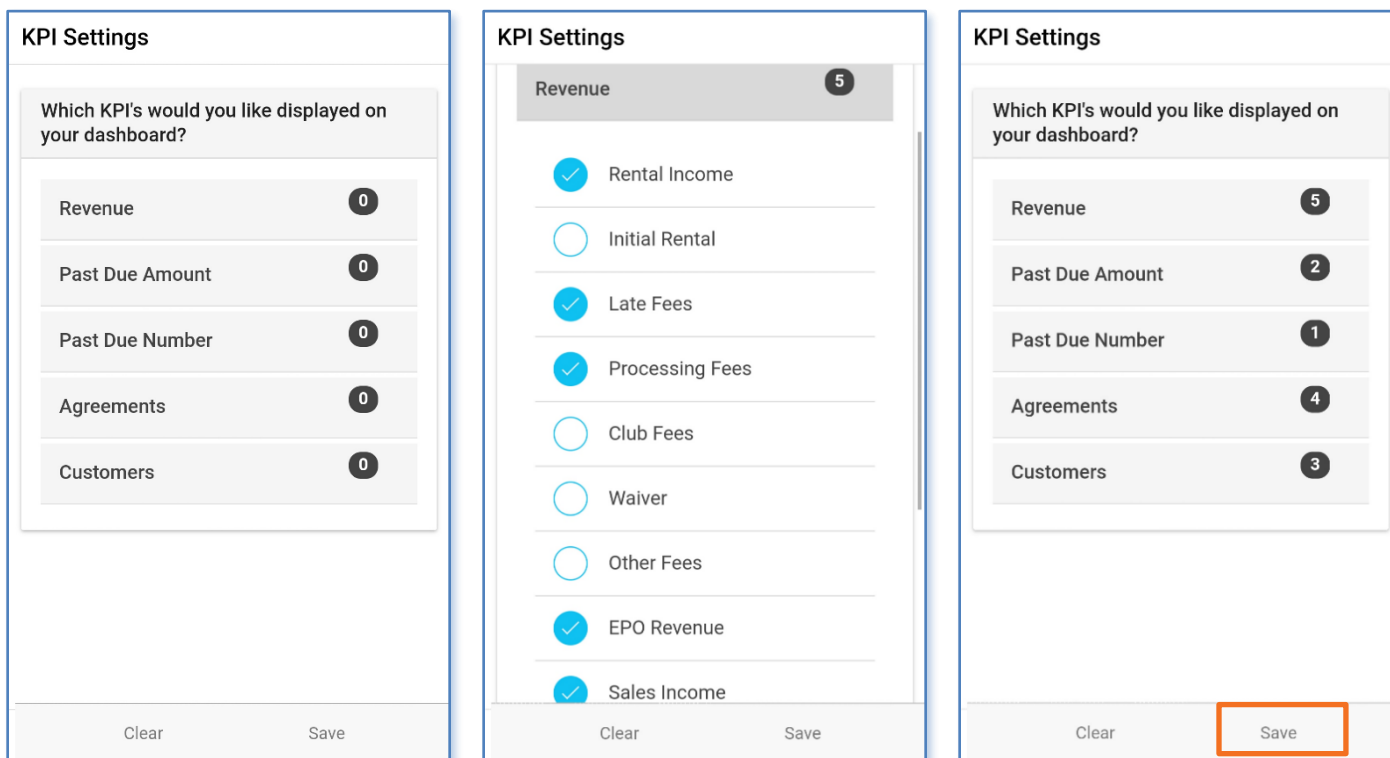 KPI Settings
Which KPI's would you like displayed on
your dashboard?
Revenue 0
Past Due Amount 0
Past Due Number 0
Agreements 0
Customers 0
Clear Save
KPI Settings
Revenue 5
Rental Income
Initial Rental
Late Fees
Processing Fees
Club Fees
Waiver
Other Fees
EPO Revenue
Sales Income
Clear Save
KPI Settings
Which KPI's would you like displayed on
your dashboard?
Revenue 5
Past Due Amount 2
Past Due Number 1
Agreements 4
Customers 3
Clear Save